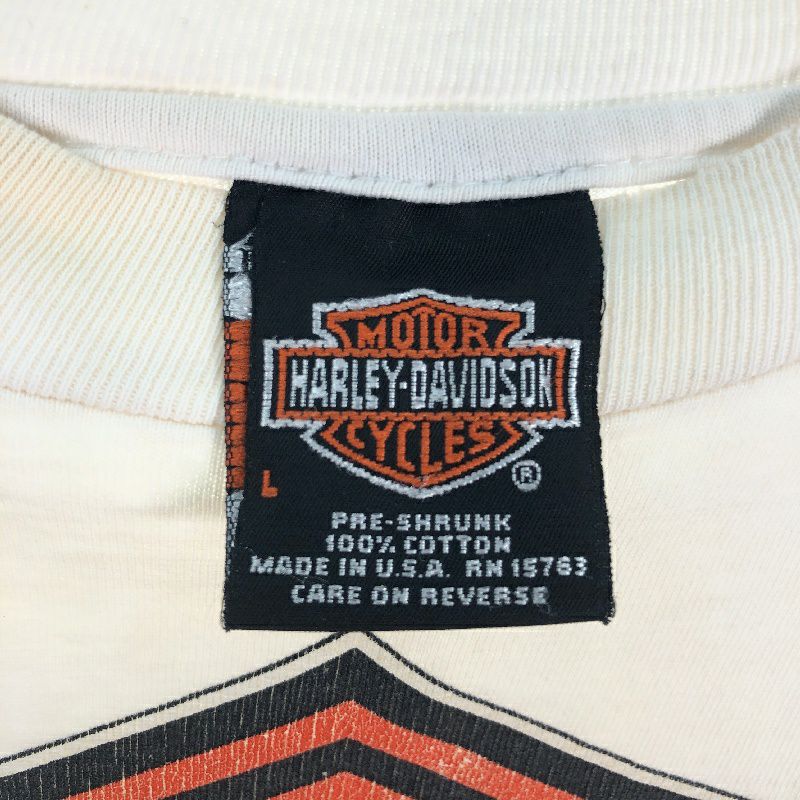 MOTOR
HARLEY-DAVIDSON
CYCLES
®
L
PRE-SHRUNK
100% COTTON
MADE IN U.S.A. RN 15763
CARE ON REVERSE